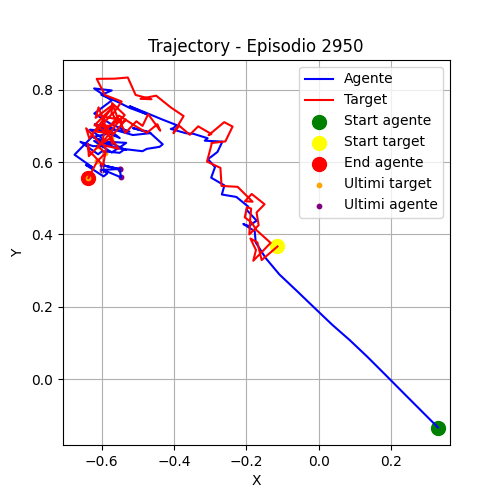 Trajectory - Episodio 2950
Agente
Target
Start agente
Start target
End agente
Ultimi target
Ultimi agente
Y
0.8
0.6
0.4
0.2
0.0
−0.6
−0.4
−0.2
0.0
0.2
X